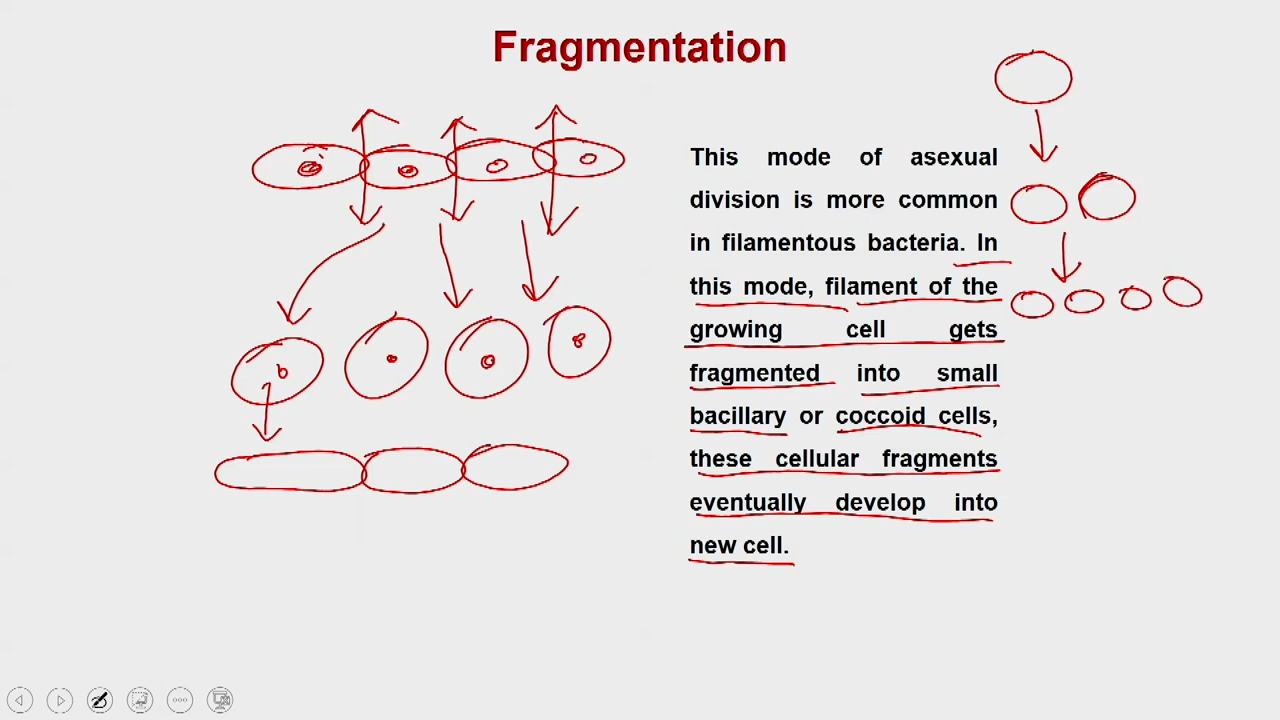 Fragmentation
This mode of asexual
division is more common
in filamentous bacteria. In
this mode, filament of the
growing cell gets
fragmented into small
bacillary or coccoid cells,
these cellular fragments
eventually develop into
new cell.